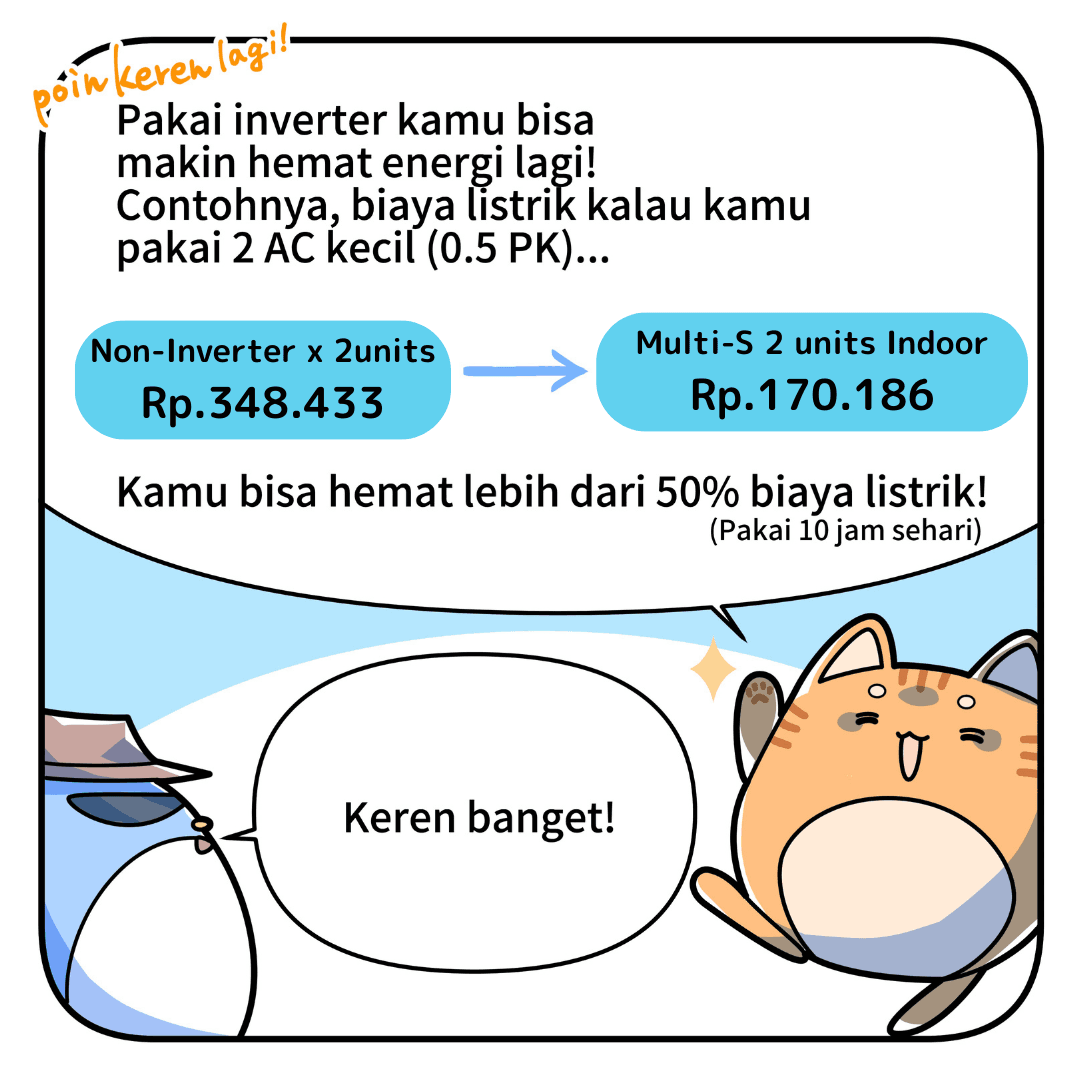 poin keren lagi!
Pakai inverter kamu bisa
makin hemat energi lagi!
Contohnya, biaya listrik kalau kamu
pakai 2 AC kecil (0.5 PK)...
Non-Inverter x 2units
Rp.348.433
Multi-S 2 units Indoor
Rp.170.186
Kamu bisa hemat lebih dari 50% biaya listrik!
(Pakai 10 jam sehari)
Keren banget!